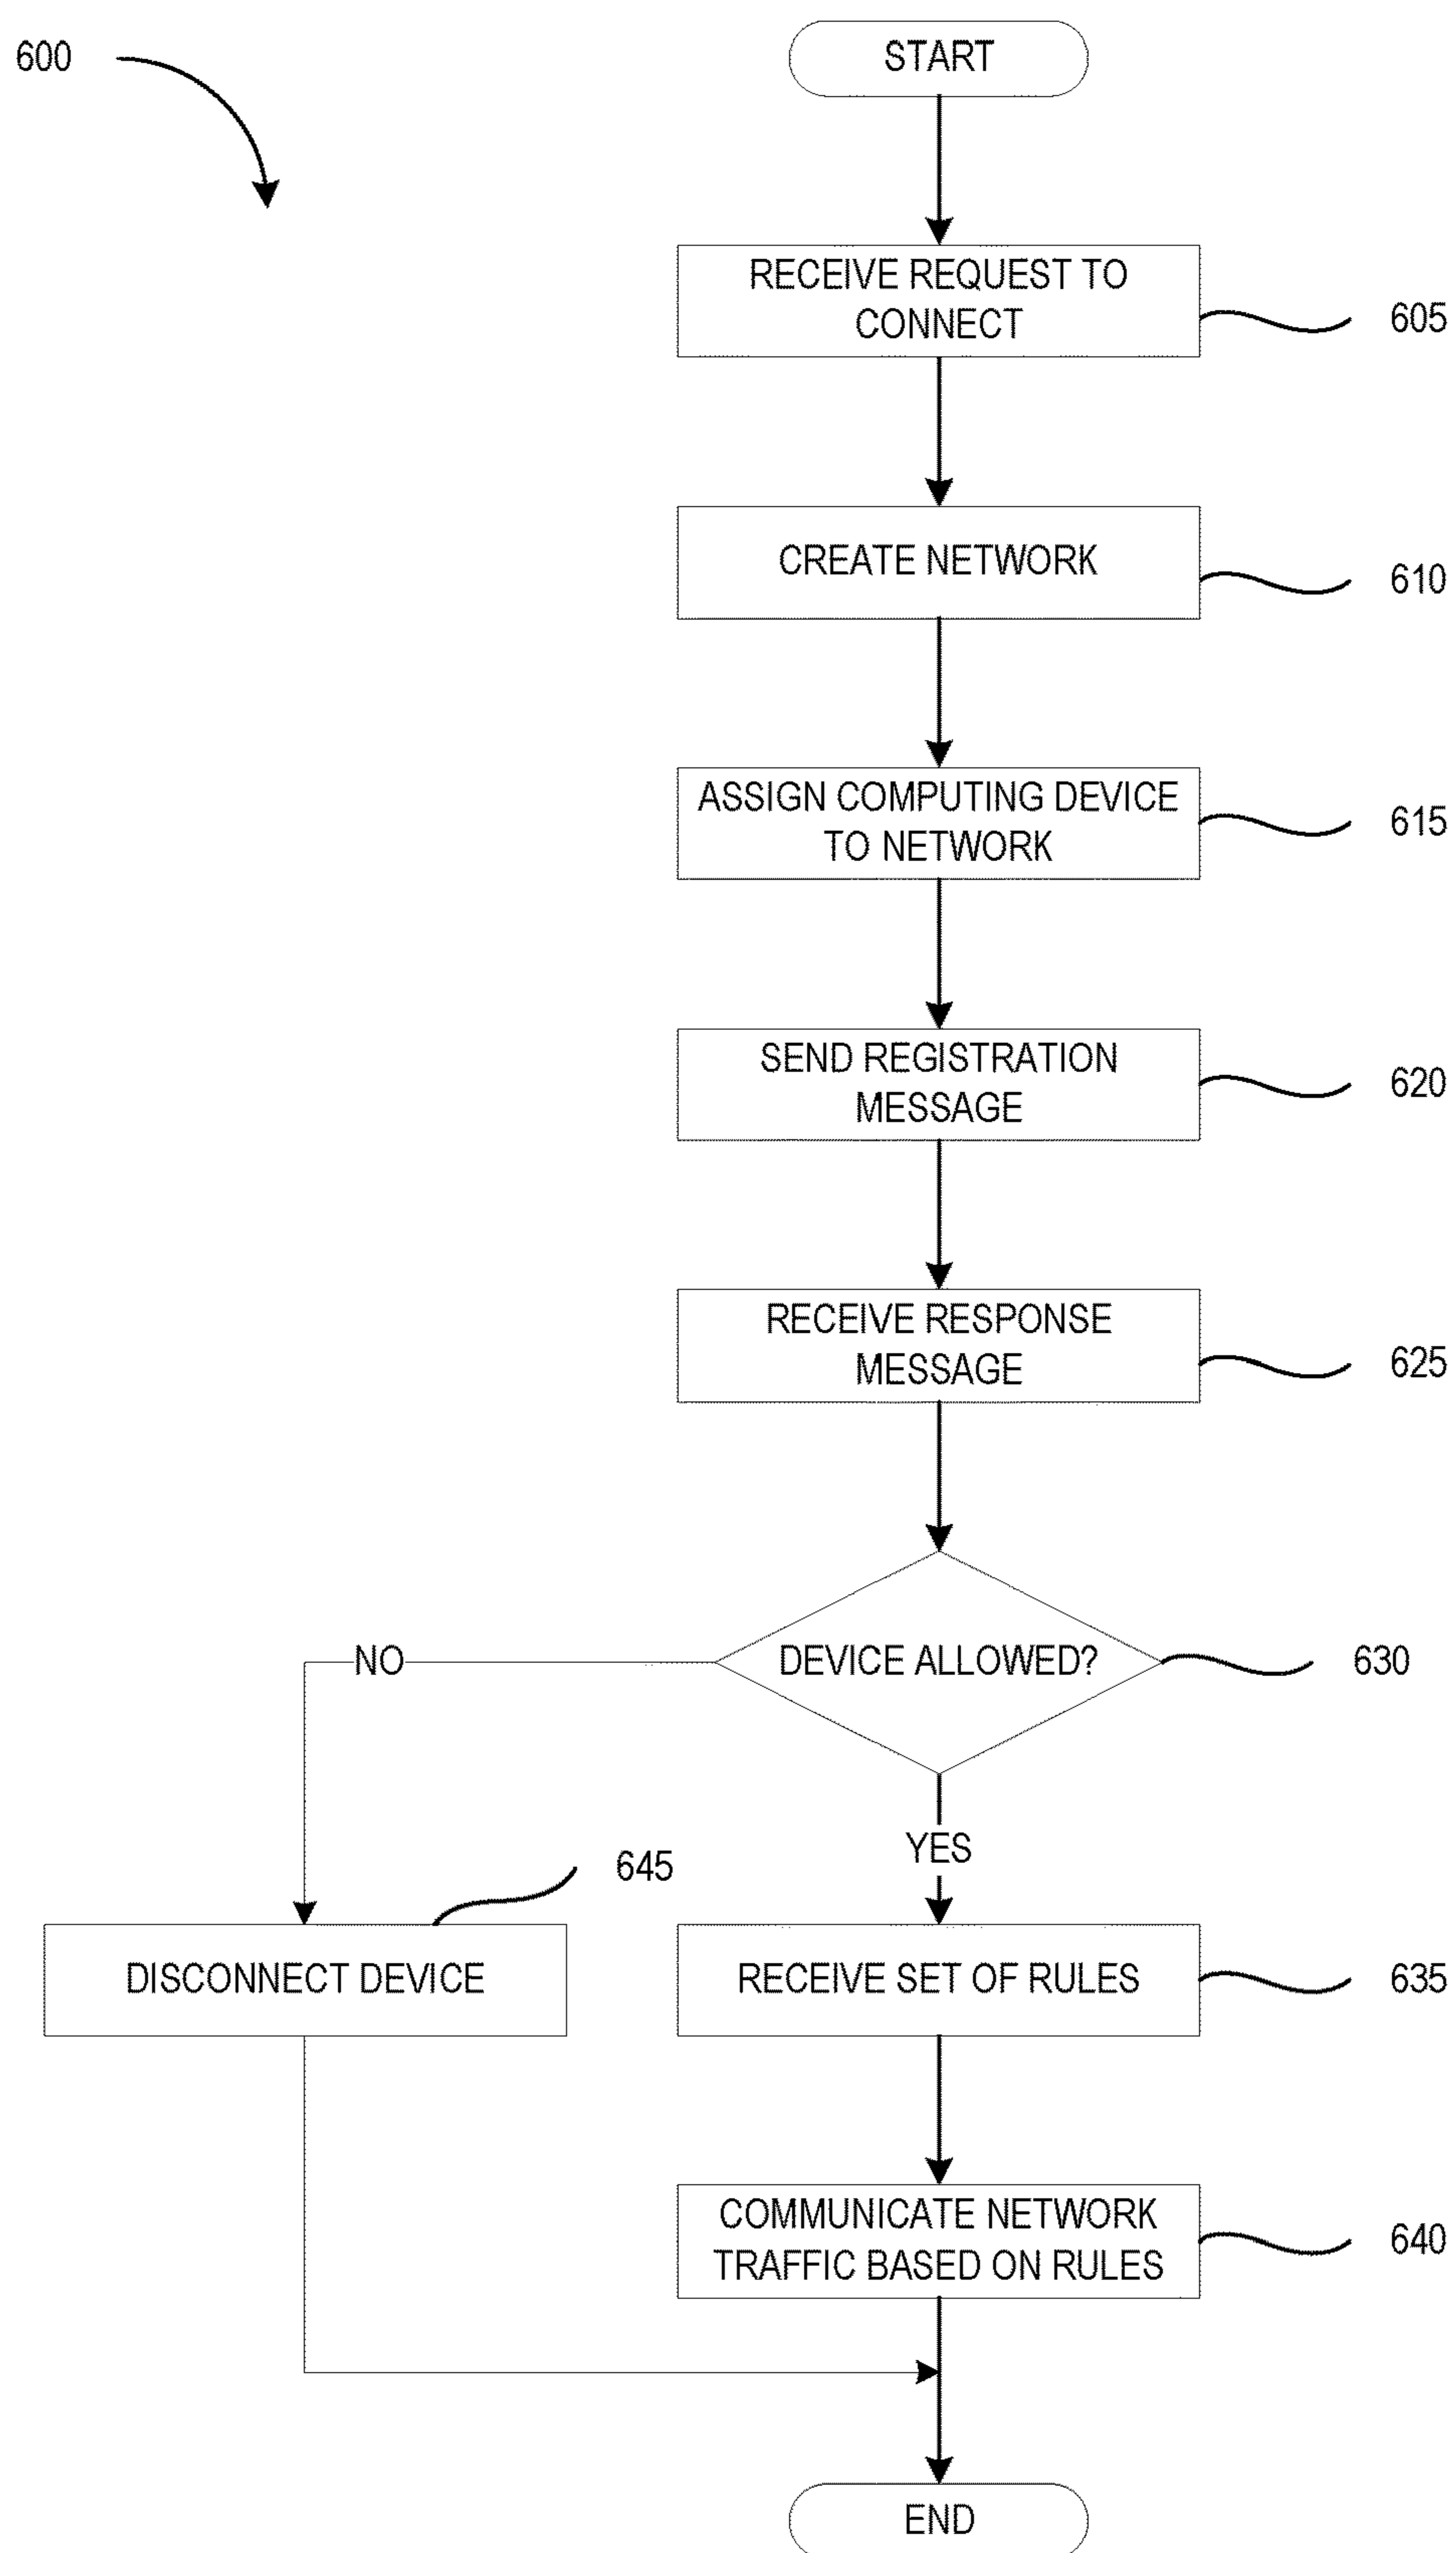 600
START
RECEIVE REQUEST TO
CONNECT
605
CREATE NETWORK
610
ASSIGN COMPUTING DEVICE
TO NETWORK
615
SEND REGISTRATION
MESSAGE
620
RECEIVE RESPONSE
MESSAGE
625
DEVICE ALLOWED?
630
NO
YES
645
DISCONNECT DEVICE
RECEIVE SET OF RULES
635
COMMUNICATE NETWORK
TRAFFIC BASED ON RULES
640
END